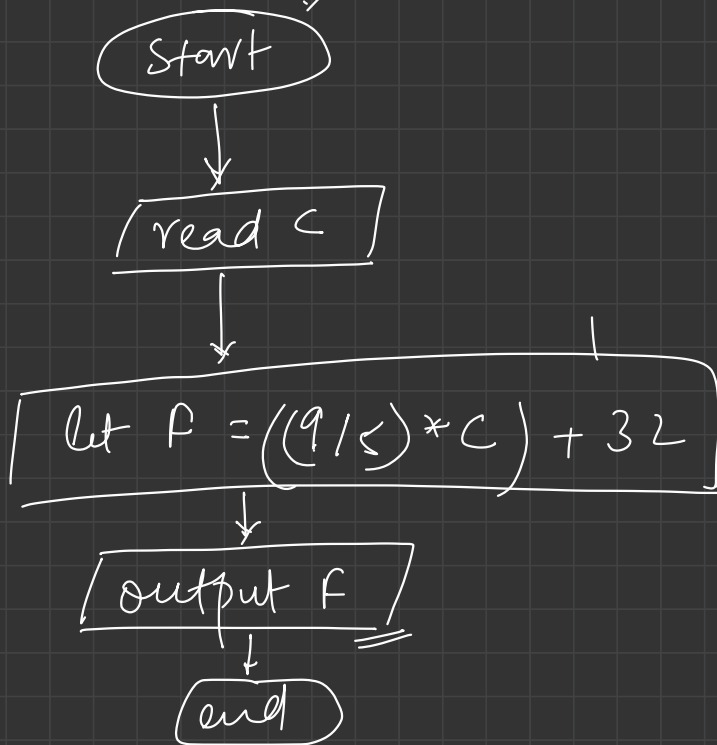 Start
read C
let F = ((9/5) * C) + 32
output F
end